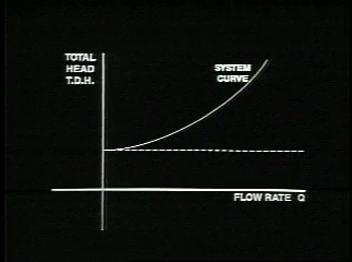 TOTAL
HEAD
T.D.H.
SYSTEM
CURVE
FLOW RATE Q